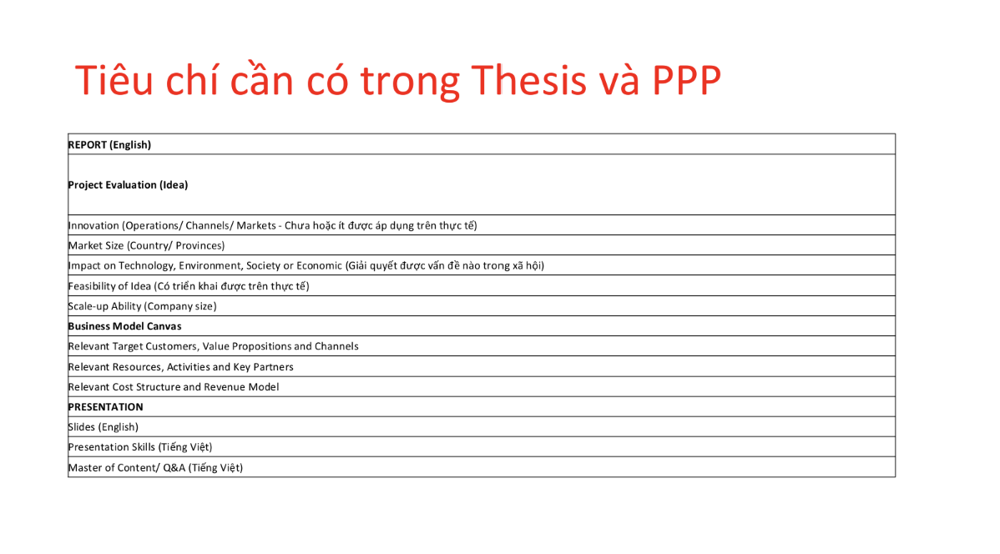 Tiêu chí cần có trong Thesis và PPP
REPORT (English)
Project Evaluation (Idea)
Innovation (Operations/ Channels/ Markets - Chưa hoặc ít được áp dụng trên thực tế)
Market Size (Country/ Provinces)
Impact on Technology, Environment, Society or Economic (Giải quyết được vấn đề nào trong xã hội)
Feasibility of Idea (Có triển khai được trên thực tế)
Scale-up Ability (Company size)
Business Model Canvas
Relevant Target Customers, Value Propositions and Channels
Relevant Resources, Activities and Key Partners
Relevant Cost Structure and Revenue Model
PRESENTATION
Slides (English)
Presentation Skills (Tiếng Việt)
Master of Content/ Q&A (Tiếng Việt)